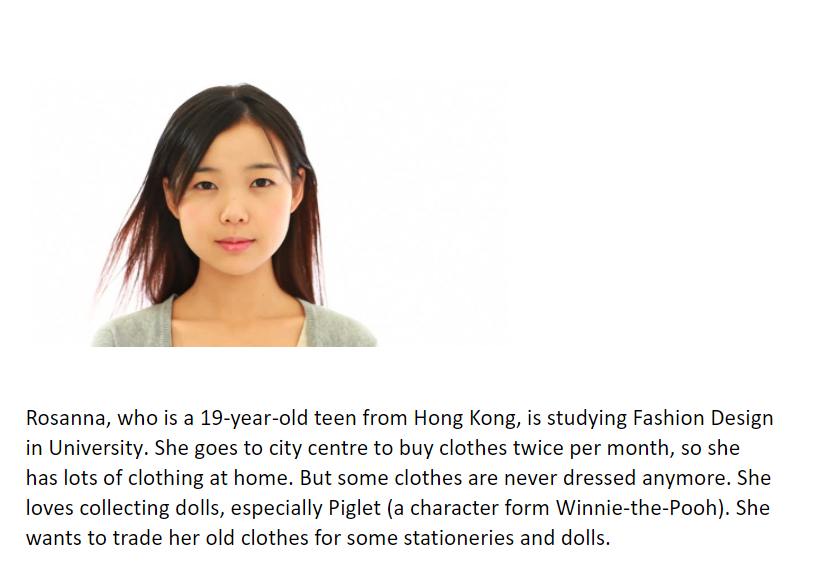 Rosanna, who is a 19-year-old teen from Hong Kong, is studying Fashion Design
in University. She goes to city centre to buy clothes twice per month, so she
has lots of clothing at home. But some clothes are never dressed anymore. She
loves collecting dolls, especially Piglet (a character form Winnie-the-Pooh). She
wants to trade her old clothes for some stationeries and dolls.